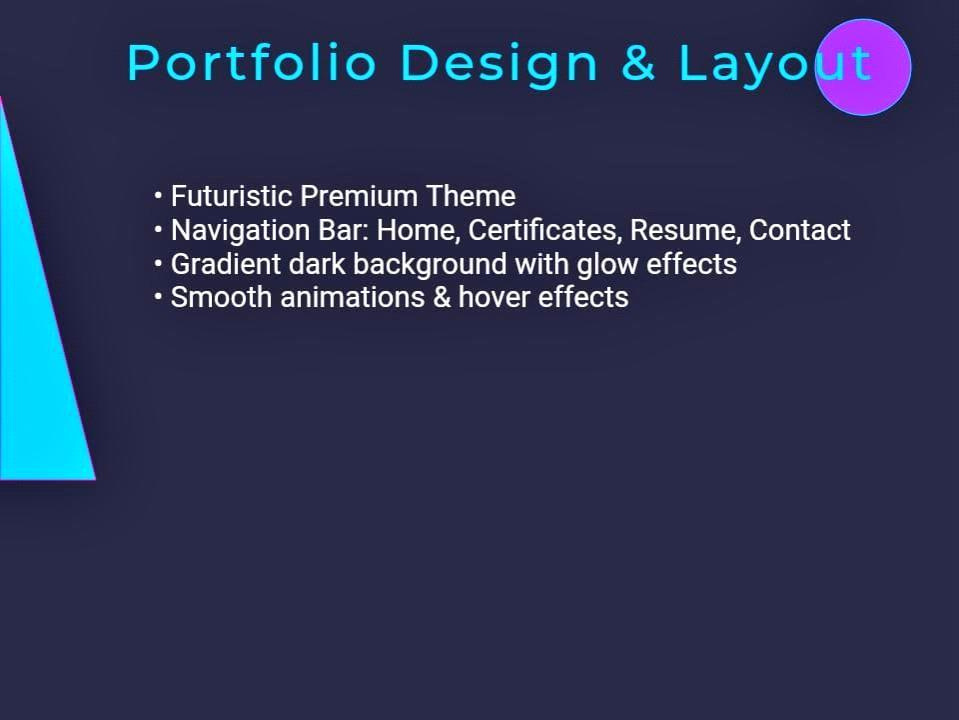 Portfolio Design & Layout
• Futuristic Premium Theme
• Navigation Bar: Home, Certificates, Resume, Contact
• Gradient dark background with glow effects
• Smooth animations & hover effects